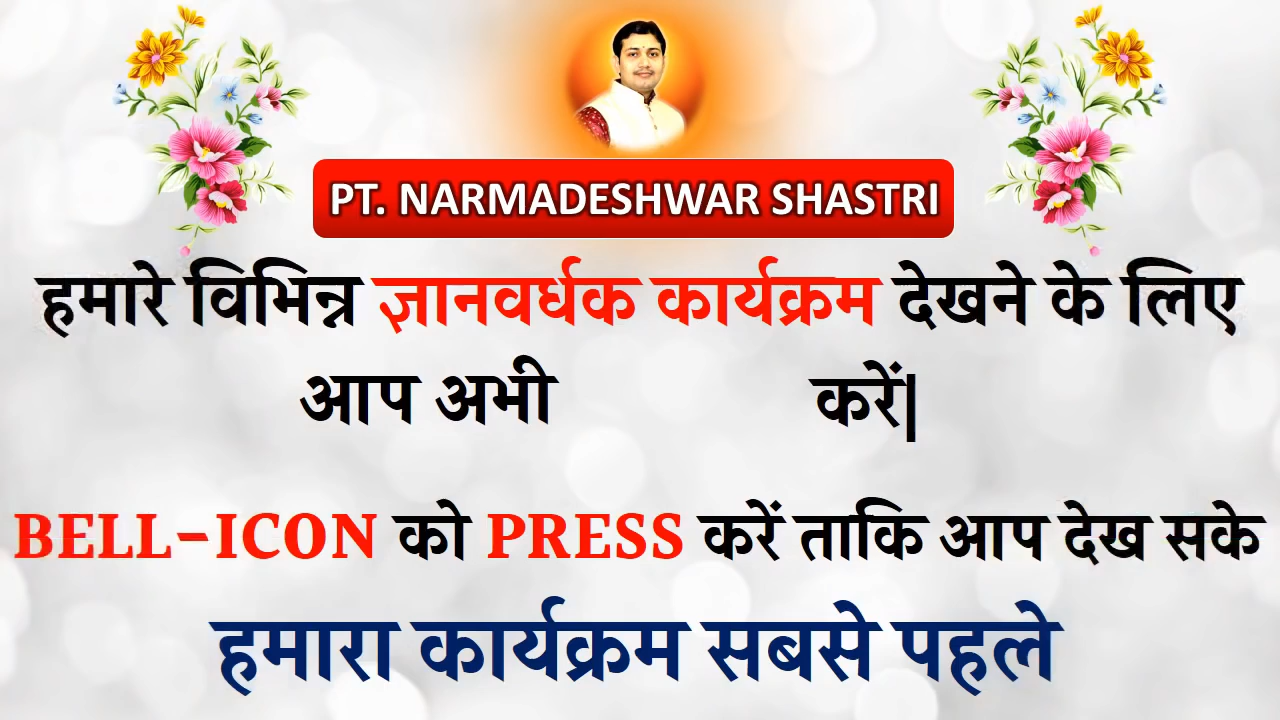 PT. NARMADESHWAR SHASTRI
हमारे विभिन्न ज्ञानवर्धक कार्यक्रम देखने के लिए
आप अभी करें|
BELL-ICON को PRESS करें ताकि आप देख सके
हमारा कार्यक्रम सबसे पहले